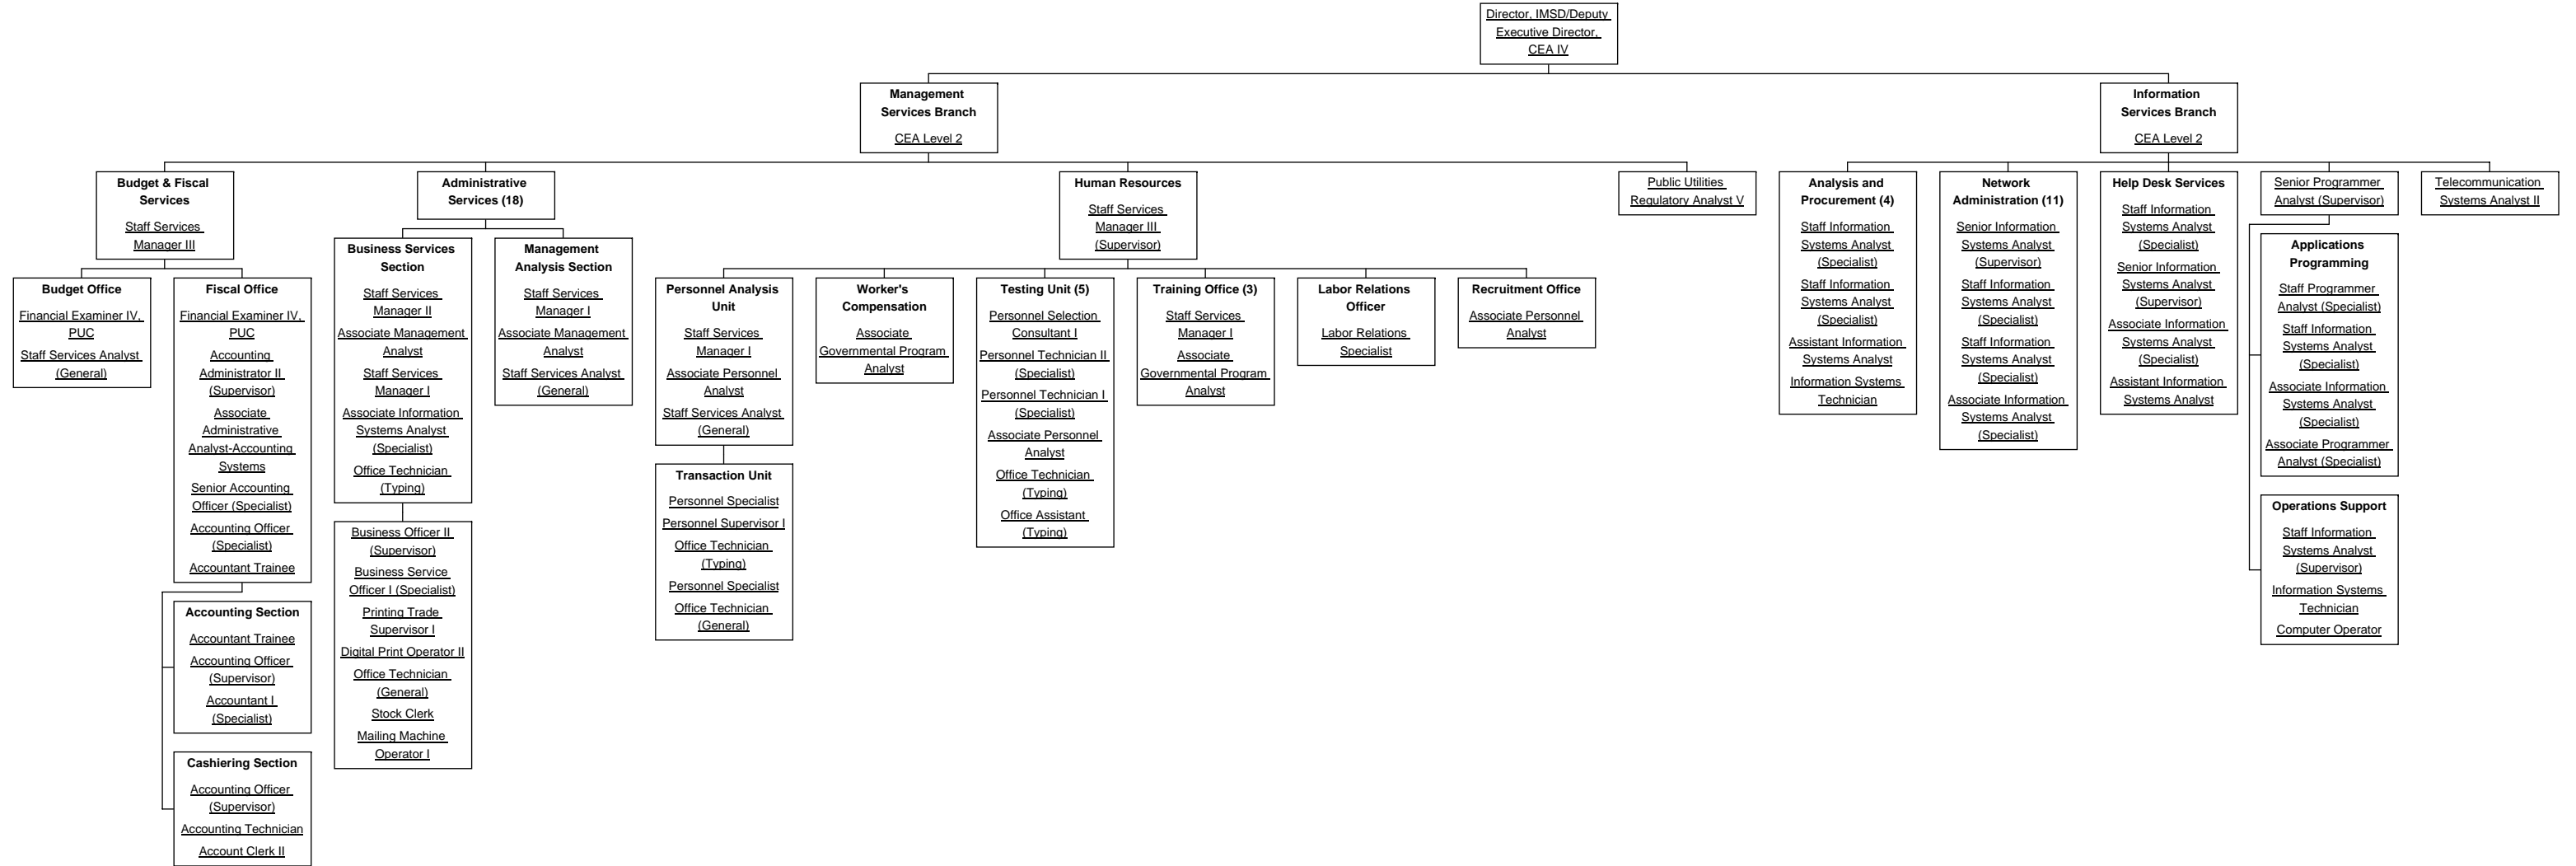 Director, IMSD/Deputy
Executive Director,
CEA IV
Management
Services Branch
CEA Level 2
Information
Services Branch
CEA Level 2
Budget & Fiscal
Services
Staff Services
Manager III
Administrative
Services (18)
Human Resources
Staff Services
Manager III
(Supervisor)
Public Utilities
Regulatory Analyst V
Analysis and
Procurement (4)
Staff Information
Systems Analyst
(Specialist)
Staff Information
Systems Analyst
(Specialist)
Assistant Information
Systems Analyst
Information Systems
Technician
Network
Administration (11)
Senior Information
Systems Analyst
(Supervisor)
Staff Information
Systems Analyst
(Specialist)
Staff Information
Systems Analyst
(Specialist)
Associate Information
Systems Analyst
(Specialist)
Help Desk Services
Staff Information
Systems Analyst
(Specialist)
Senior Information
Systems Analyst
(Supervisor)
Associate Information
Systems Analyst
(Specialist)
Assistant Information
Systems Analyst
Senior Programmer
Analyst (Supervisor)
Telecommunication
Systems Analyst II
Budget Office
Financial Examiner IV,
PUC
Staff Services Analyst
(General)
Fiscal Office
Financial Examiner IV,
PUC
Accounting
Administrator II
(Supervisor)
Associate
Administrative
Analyst-Accounting
Systems
Senior Accounting
Officer (Specialist)
Accounting Officer
(Specialist)
Accountant Trainee
Accounting Section
Accountant Trainee
Accounting Officer
(Supervisor)
Accountant I
(Specialist)
Cashiering Section
Accounting Officer
(Supervisor)
Accounting Technician
Account Clerk II
Business Services
Section
Staff Services
Manager II
Associate Management
Analyst
Staff Services
Manager I
Associate Information
Systems Analyst
(Specialist)
Office Technician
(Typing)
Business Officer II
(Supervisor)
Business Service
Officer I (Specialist)
Printing Trade
Supervisor I
Digital Print Operator II
Office Technician
(General)
Stock Clerk
Mailing Machine
Operator I
Management
Analysis Section
Staff Services
Manager I
Associate Management
Analyst
Staff Services Analyst
(General)
Personnel Analysis
Unit
Staff Services
Manager I
Associate Personnel
Analyst
Staff Services Analyst
(General)
Transaction Unit
Personnel Specialist
Personnel Supervisor I
Office Technician
(Typing)
Personnel Specialist
Office Technician
(General)
Worker's
Compensation
Associate
Governmental Program
Analyst
Testing Unit (5)
Personnel Selection
Consultant I
Personnel Technician II
(Specialist)
Personnel Technician I
(Specialist)
Associate Personnel
Analyst
Office Technician
(Typing)
Office Assistant
(Typing)
Training Office (3)
Staff Services
Manager I
Associate
Governmental Program
Analyst
Labor Relations
Officer
Labor Relations
Specialist
Recruitment Office
Associate Personnel
Analyst
Applications
Programming
Staff Programmer
Analyst (Specialist)
Staff Information
Systems Analyst
(Specialist)
Associate Information
Systems Analyst
(Specialist)
Associate Programmer
Analyst (Specialist)
Operations Support
Staff Information
Systems Analyst
(Supervisor)
Information Systems
Technician
Computer Operator